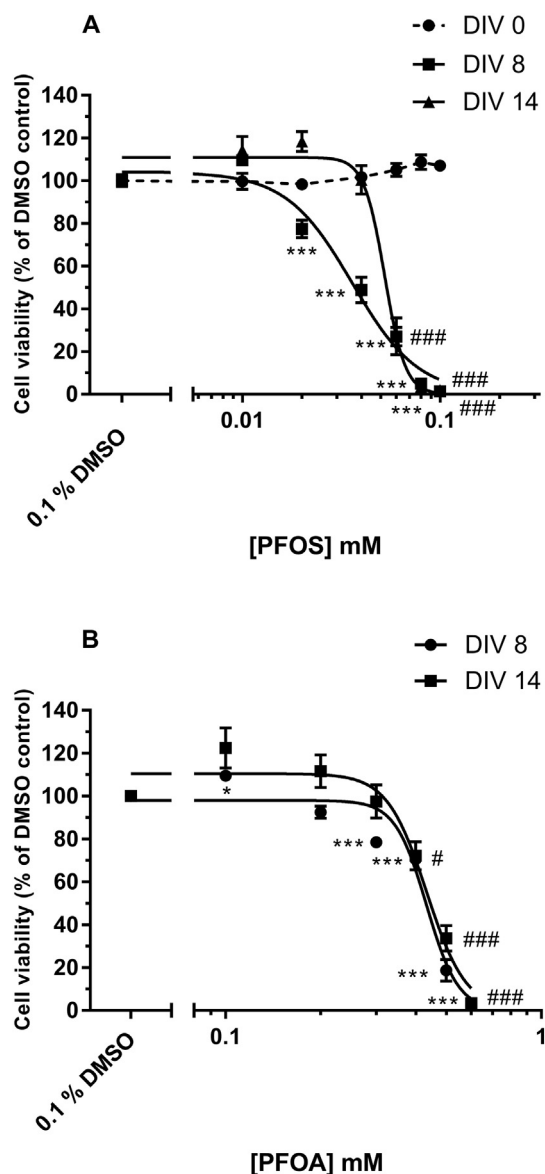 A
DIV 0
DIV 8
DIV 14
Cell viability (% of DMSO control)
140
120
100
80
60
40
20
0
***
***
***
###
***
###
***
###
0.1 % DMSO
0.01
0.1
[PFOS] mM
B
DIV 8
DIV 14
Cell viability (% of DMSO control)
140
120
100
80
60
40
20
0
*
***
***
#
###
***
***
###
0.1 % DMSO
0.1
1
[PFOA] mM